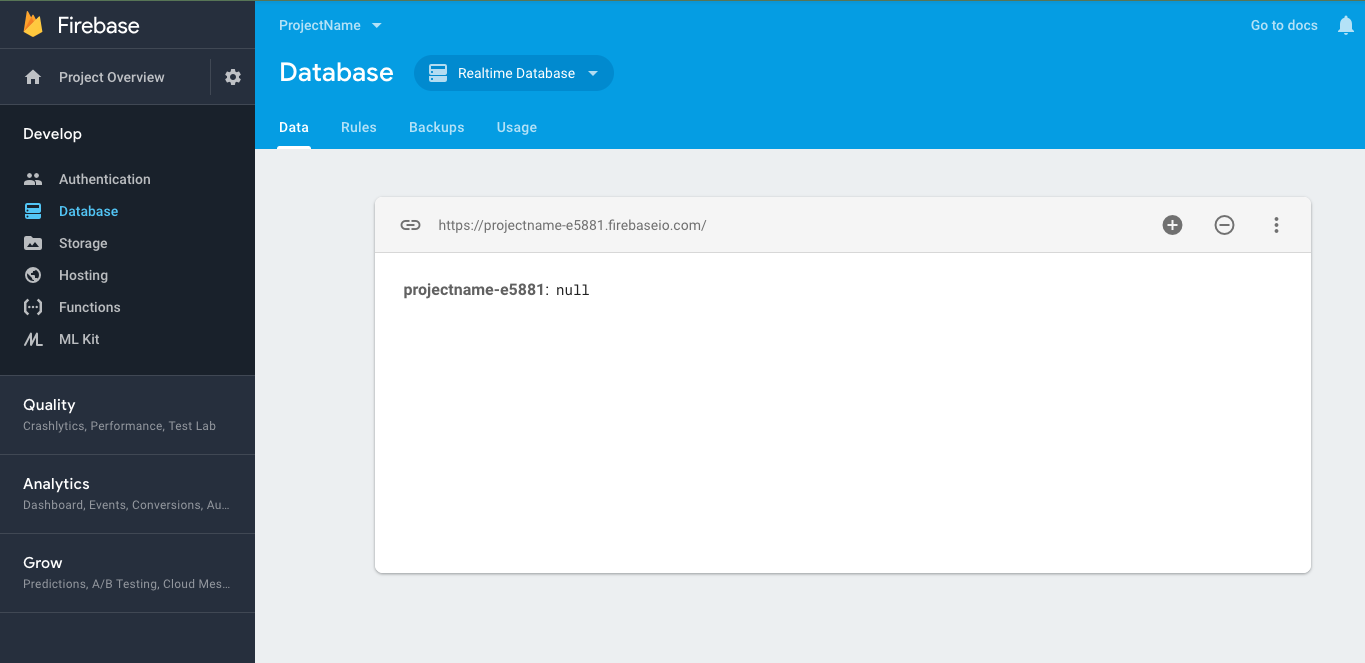 Firebase
Project Overview
Develop
Authentication
Database
Storage
Hosting
Functions
ML Kit
Quality
Crashlytics, Performance, Test Lab
Analytics
Dashboard, Events, Conversions, Au...
Grow
Predictions, A/B Testing, Cloud Mes...
ProjectName
Go to docs
Database
Realtime Database
Data Rules Backups Usage
https://projectname-e5881.firebaseio.com/
projectname-e5881: null